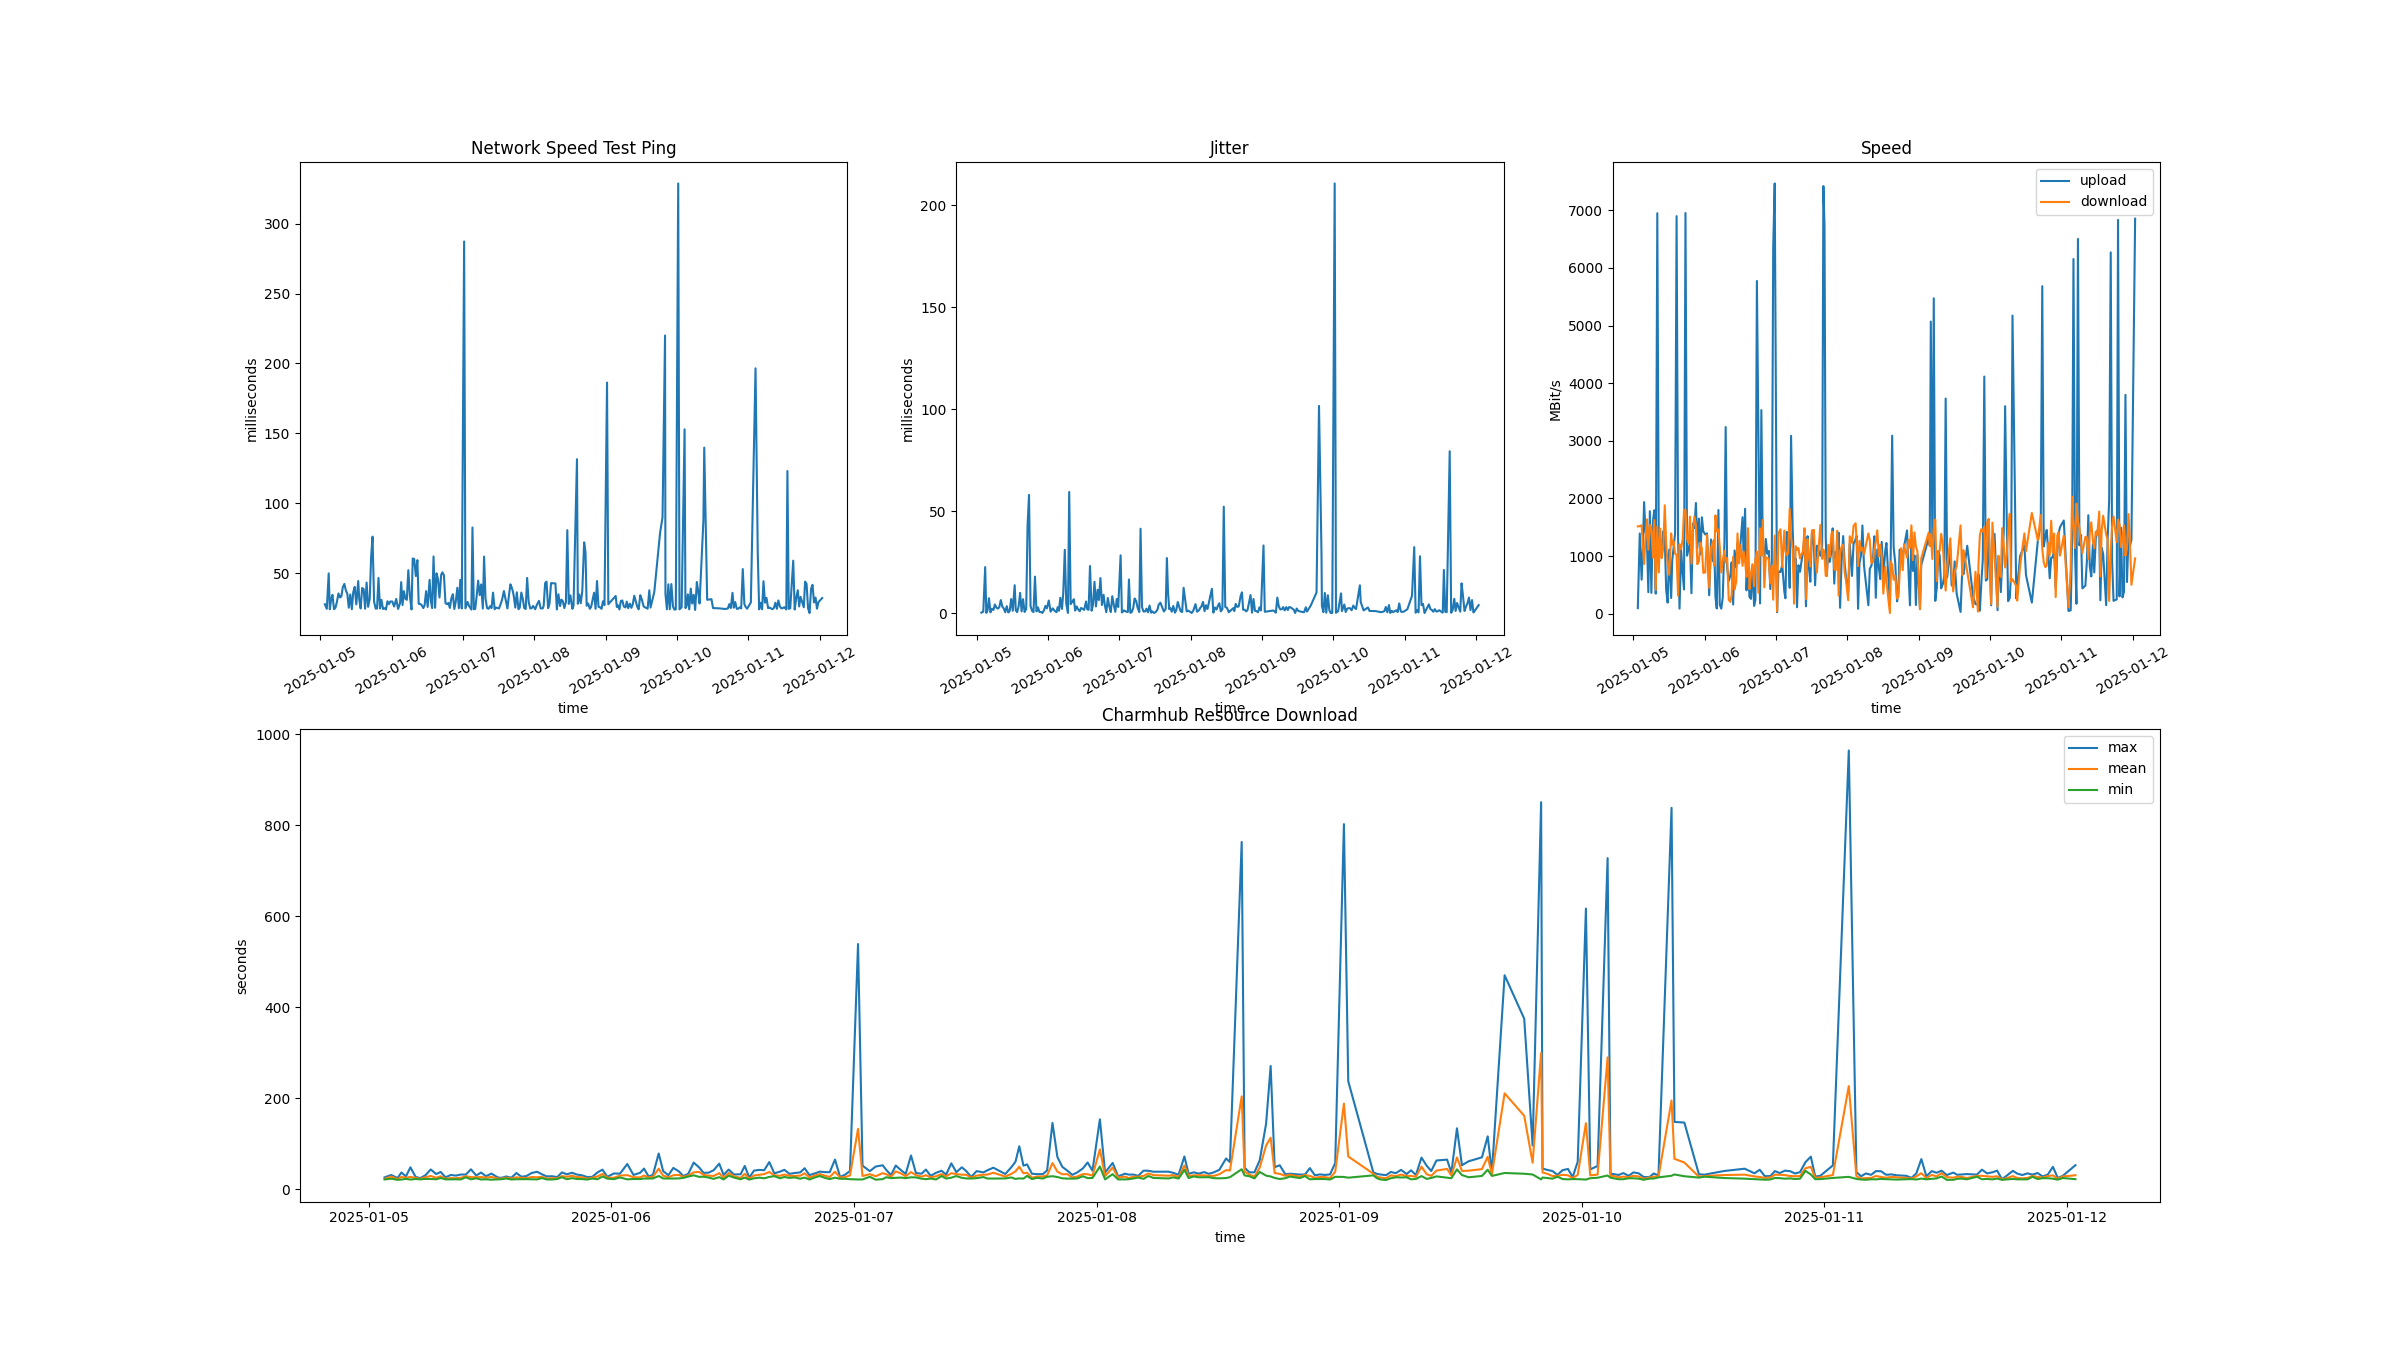 Network Speed Test Ping
milliseconds
300
250
200
150
100
50
2025-01-05 2025-01-06 2025-01-07 2025-01-08 2025-01-09 2025-01-10 2025-01-11 2025-01-12
time
Jitter
milliseconds
200
150
100
50
0
2025-01-05 2025-01-06 2025-01-07 2025-01-08 2025-01-09 2025-01-10 2025-01-11 2025-01-12
time
Speed
upload
download
MBit/s
7000
6000
5000
4000
3000
2000
1000
0
2025-01-05 2025-01-06 2025-01-07 2025-01-08 2025-01-09 2025-01-10 2025-01-11 2025-01-12
time
Charmhub Resource Download
max
mean
min
seconds
1000
800
600
400
200
0
2025-01-05 2025-01-06 2025-01-07 2025-01-08 2025-01-09 2025-01-10 2025-01-11 2025-01-12
time